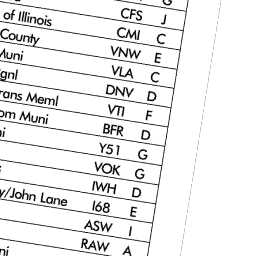 G
of Illinois CFS J
County CMI C
Muni VNW E
gnl VLA C
DNV D
rans Meml VTI F
om Muni BFR D
ni Y51 G
VOK G
IWH D
y/John Lane I68 E
ASW I
ni RAW A